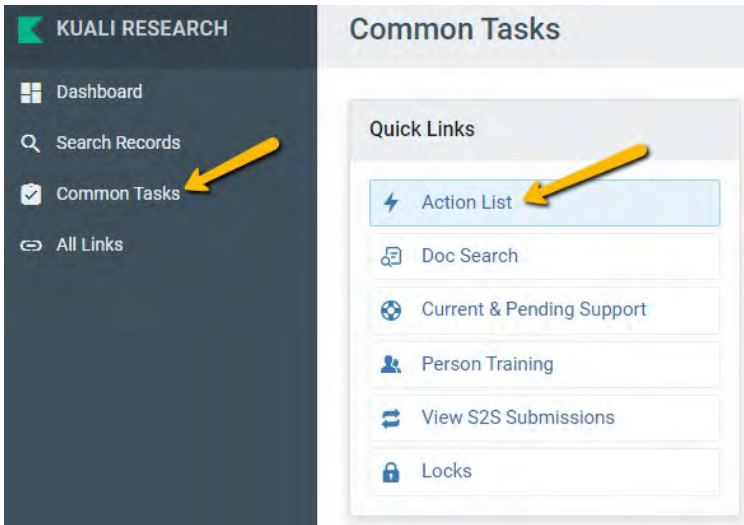 KUALI RESEARCH
Dashboard
Search Records
Common Tasks
All Links
Common Tasks
Quick Links
Action List
Doc Search
Current & Pending Support
Person Training
View S2S Submissions
Locks